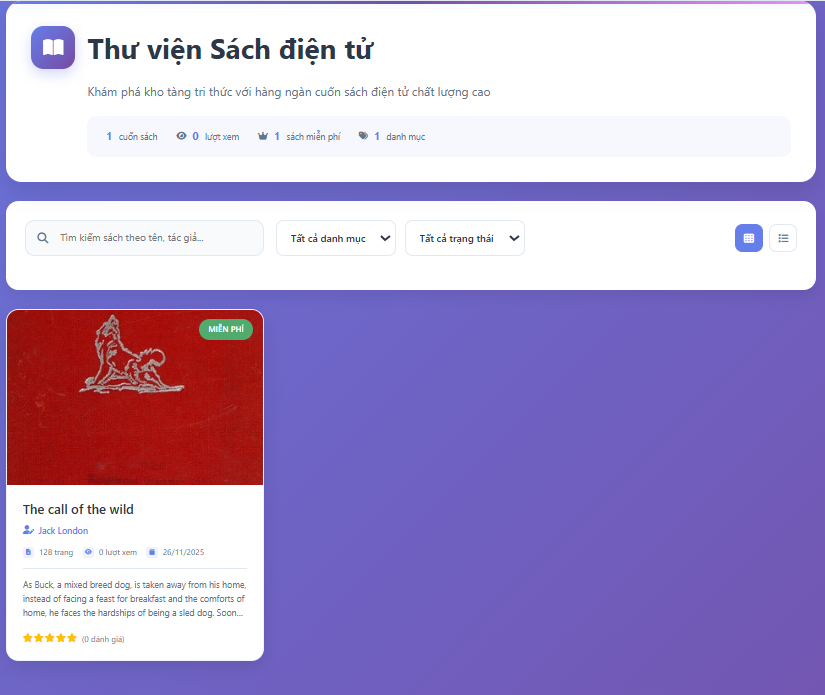 Thư viện Sách điện tử
Khám phá kho tàng tri thức với hàng ngàn cuốn sách điện tử chất lượng cao
1 cuốn sách 0 lượt xem 1 sách miễn phí 1 danh mục
Tìm kiếm sách theo tên, tác giả... Tất cả danh mục Tất cả trạng thái
MIỄN PHÍ
The call of the wild
Jack London
128 trang 0 lượt xem 26/11/2025
As Buck, a mixed breed dog, is taken away from his home,
instead of facing a feast for breakfast and the comforts of
home, he faces the hardships of being a sled dog. Soon...
(0 đánh giá)